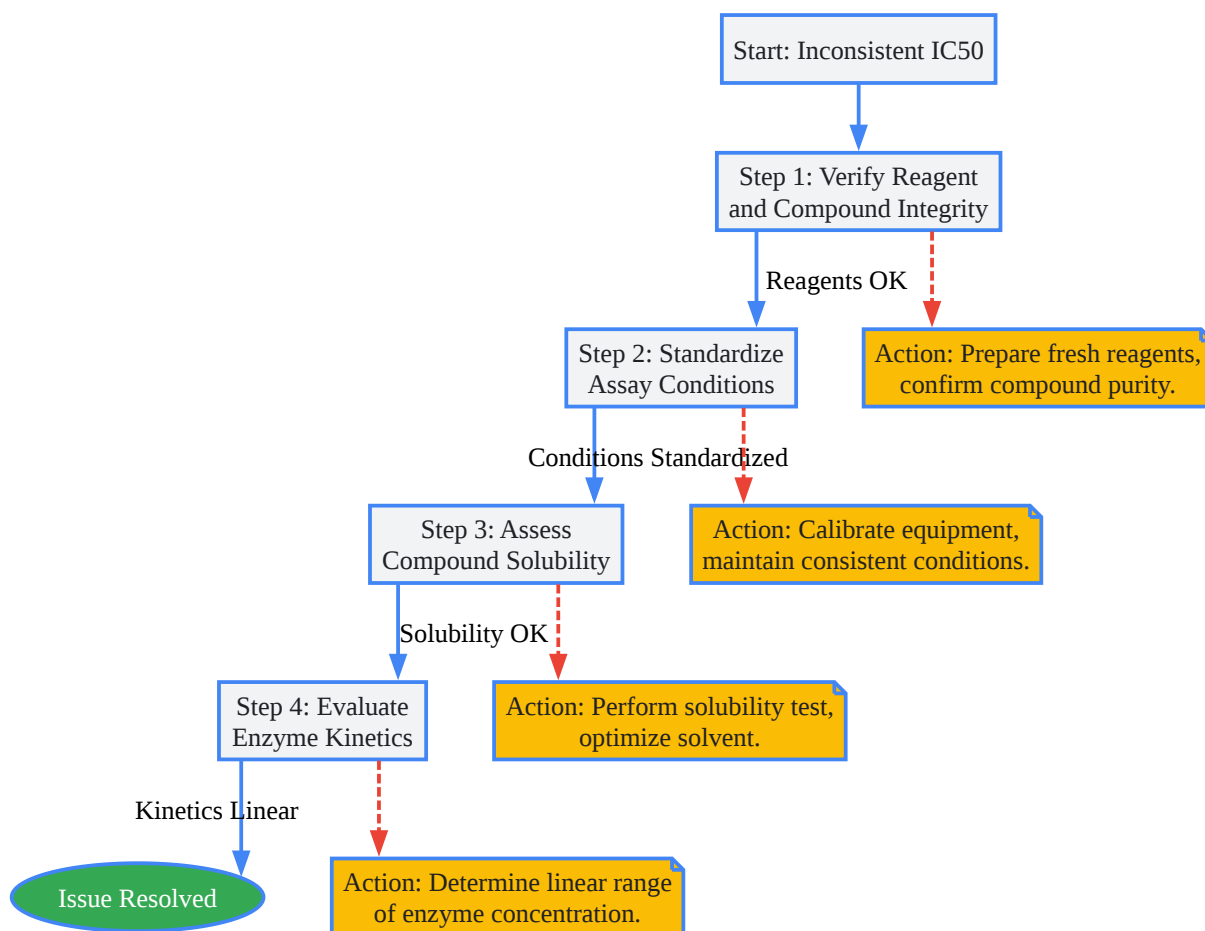 Start: Inconsistent IC50
Step 1: Verify Reagent
and Compound Integrity
Reagents OK
Step 2: Standardize
Assay Conditions
Action: Prepare fresh reagents,
confirm compound purity.
Conditions Standardized
Step 3: Assess
Compound Solubility
Action: Calibrate equipment,
maintain consistent conditions.
Solubility OK
Step 4: Evaluate
Enzyme Kinetics
Action: Perform solubility test,
optimize solvent.
Kinetics Linear
Issue Resolved
Action: Determine linear range
of enzyme concentration.